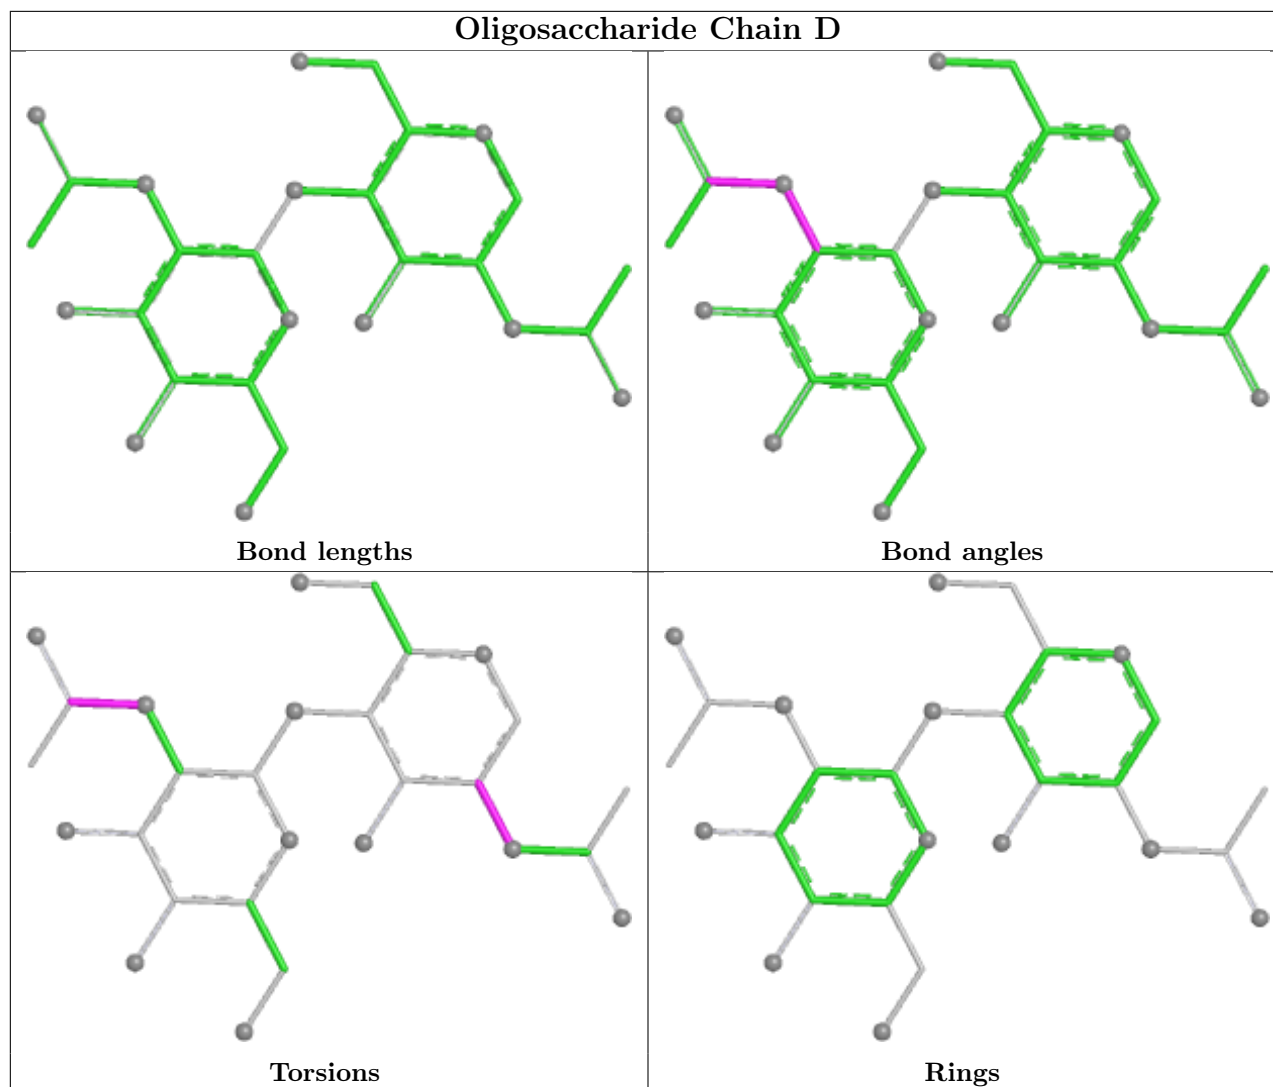 Oligosaccharide Chain D
Bond lengths
Bond angles
Torsions
Rings